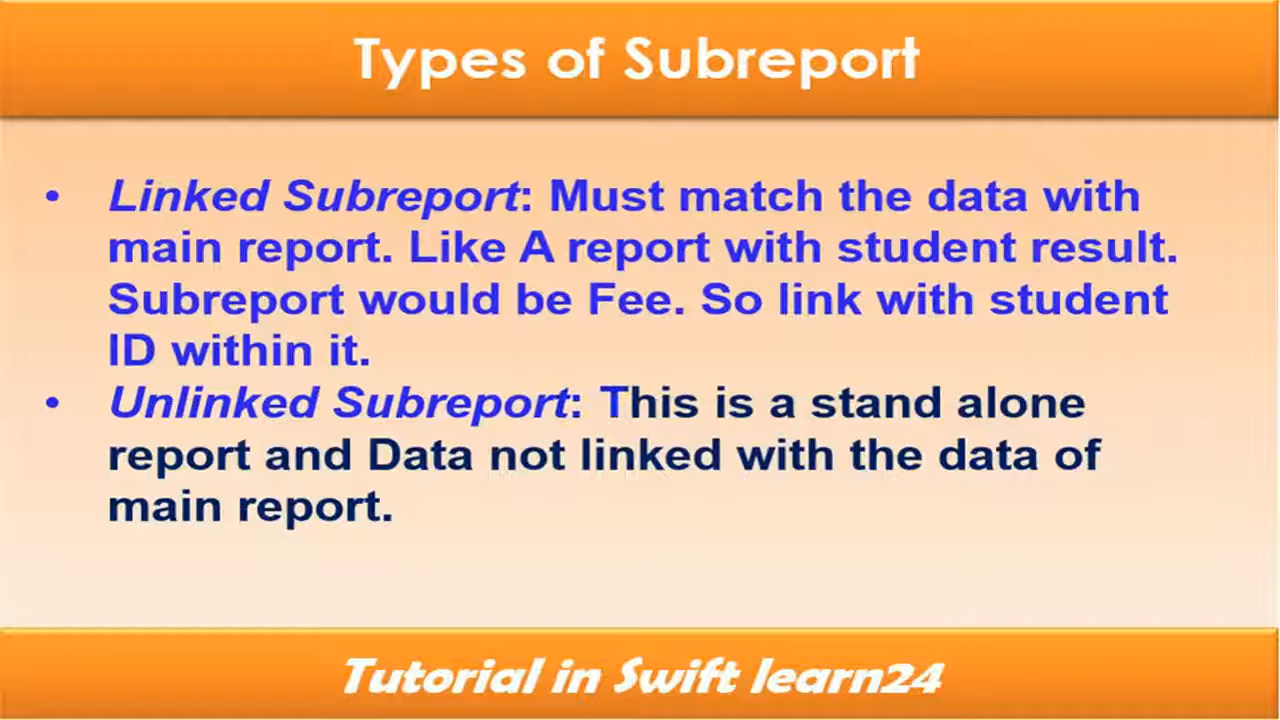 Types of Subreport
• Linked Subreport: Must match the data with
main report. Like A report with student result.
Subreport would be Fee. So link with student
ID within it.
• Unlinked Subreport: This is a stand alone
report and Data not linked with the data of
main report.
Tutorial in Swift learn24